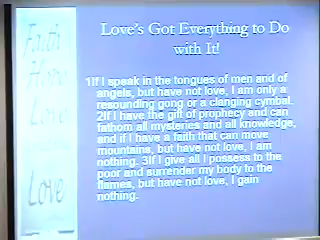 Faith
Hope
Love
Love
Love's Got Everything to Do
with It!
1If I speak in the tongues of men and of
angels, but have not love, I am only a
resounding gong or a clanging cymbal.
2If I have the gift of prophecy and can
fathom all mysteries and all knowledge,
and if I have a faith that can move
mountains, but have not love, I am
nothing. 3If I give all I possess to the
poor and surrender my body to the
flames, but have not love, I gain
nothing.